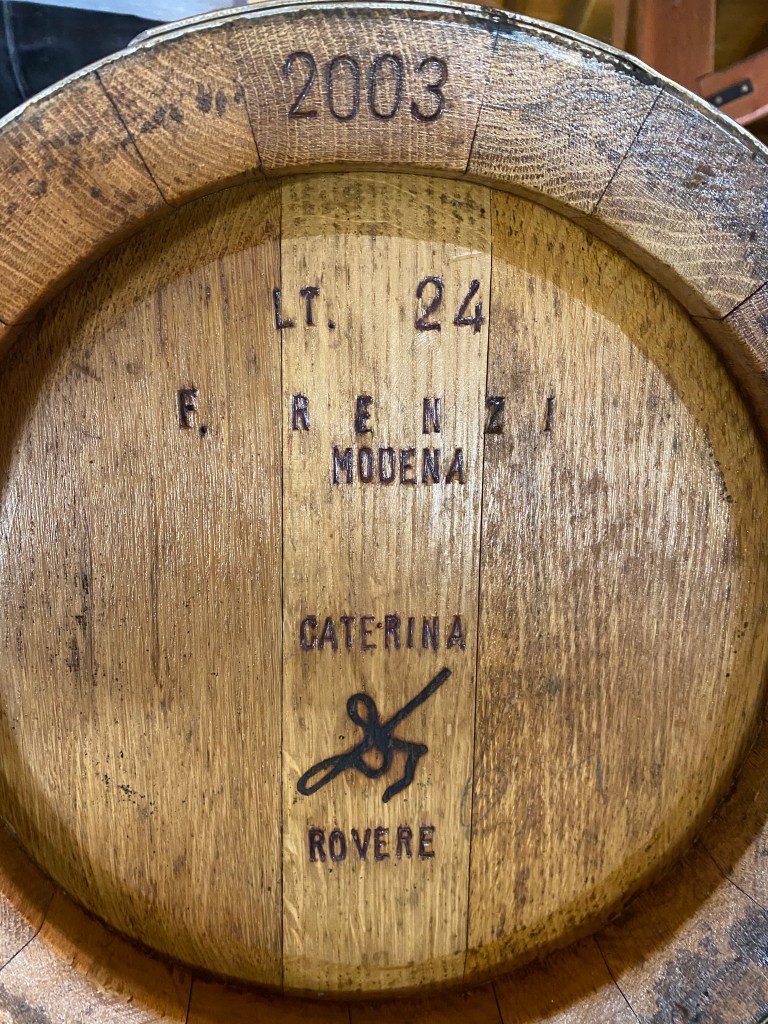 2003
LT. 24
F. RENZI
MODENA
CATERINA
ROVERE